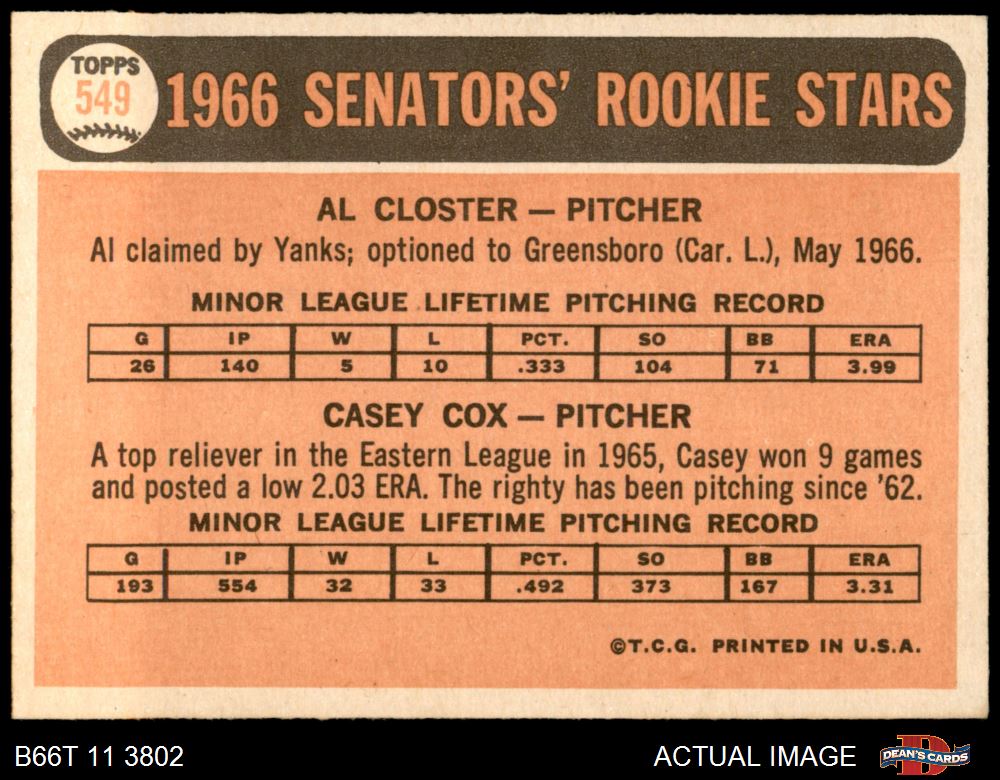 TOPPS
549
1966 SENATORS' ROOKIE STARS
AL CLOSTER — PITCHER
Al claimed by Yanks; optioned to Greensboro (Car. L.), May 1966.
MINOR LEAGUE LIFETIME PITCHING RECORD
G IP W L PCT. SO BB ERA
26 140 5 10 .333 104 71 3.99
CASEY COX — PITCHER
A top reliever in the Eastern League in 1965, Casey won 9 games
and posted a low 2.03 ERA. The righty has been pitching since '62.
MINOR LEAGUE LIFETIME PITCHING RECORD
G IP W L PCT. SO BB ERA
193 554 32 33 .492 373 167 3.31
©T.C.G. PRINTED IN U.S.A.
B66T 11 3802 ACTUAL IMAGE DEAN'S CARDS